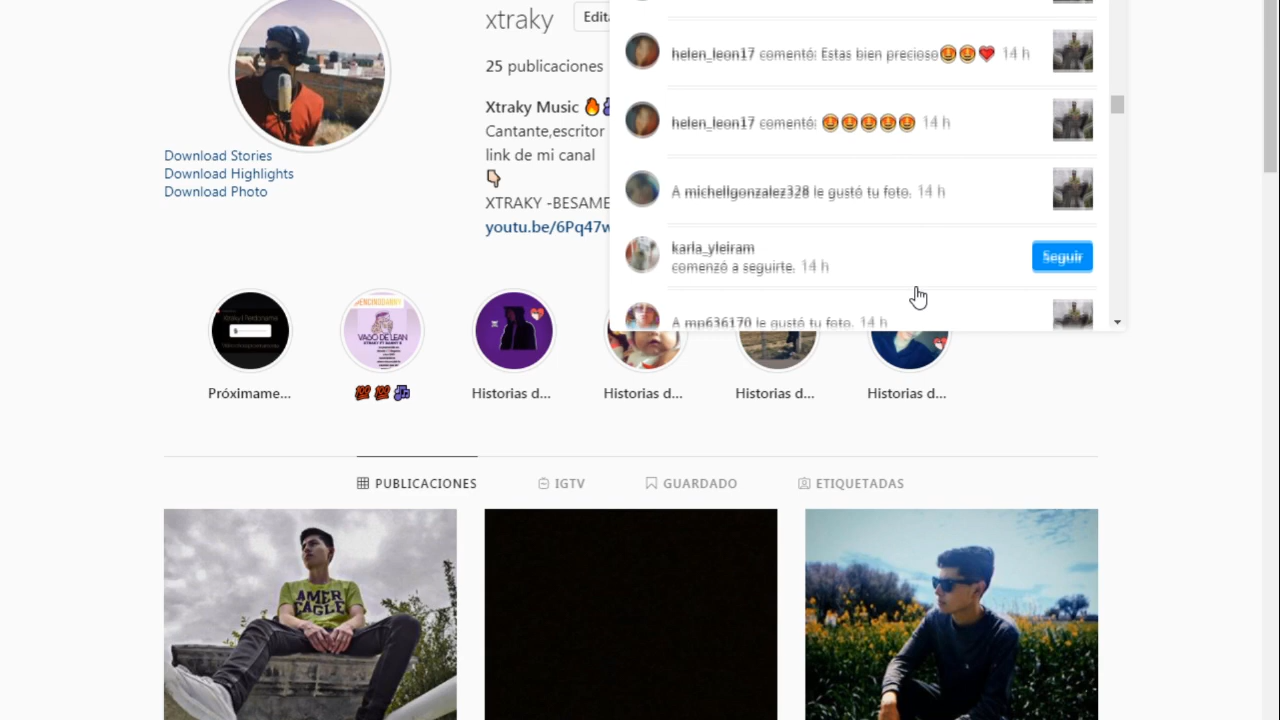 xtraky
25 publicaciones
Xtraky Music 🔥
Cantante,escritor
link de mi canal
👇🏻
XTRAKY -BESAME
youtu.be/6Pq47w
Download Stories
Download Highlights
Download Photo
helen_leon17 comentó: Estas bien precioso😍😍❤️ 14 h
helen_leon17 comentó: 😍😍😍😍😍 14 h
A michellgonzalez328 le gustó tu foto. 14 h
karla_yleiram
comenzó a seguirte. 14 h
Seguir
A mp636170 le gustó tu foto. 14 h
VASO DE LEAN
Próximame...
💯 💯 🎶
Historias d...
Historias d...
Historias d...
Historias d...
PUBLICACIONES
IGTV
GUARDADO
ETIQUETADAS
AMER
EAGLE